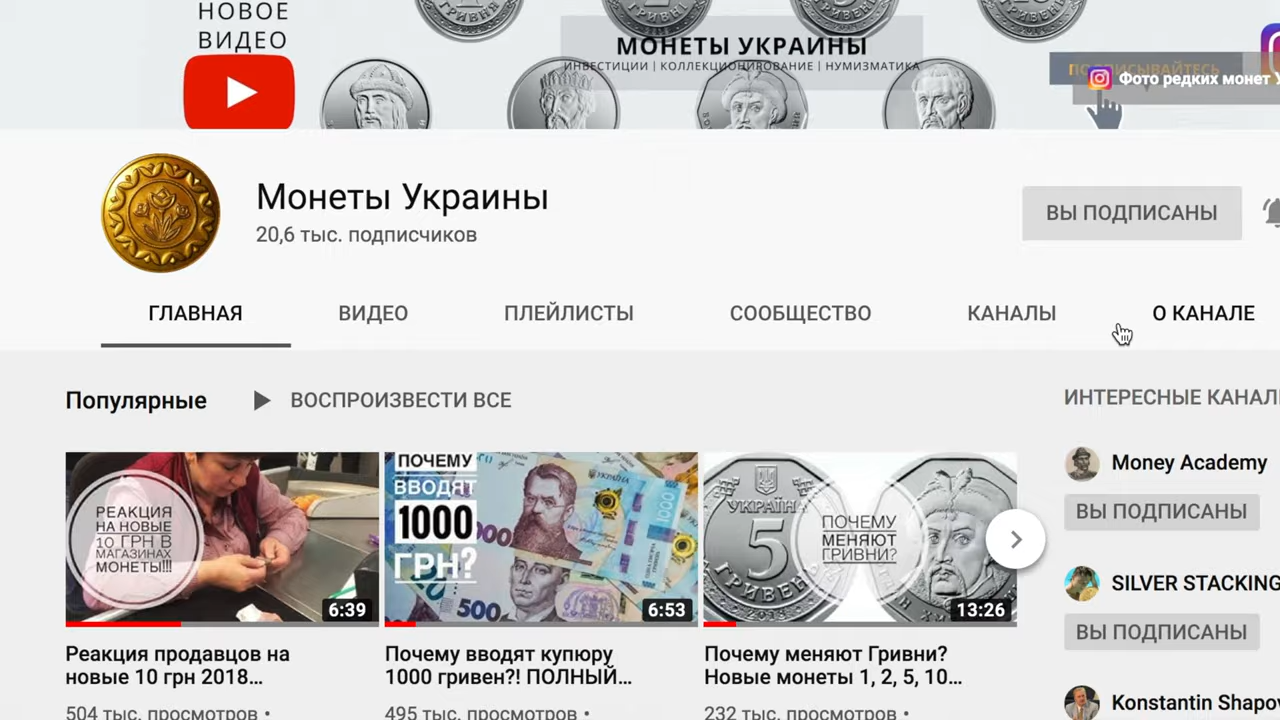 НОВОЕ
ВИДЕО
МОНЕТЫ УКРАИНЫ
ИНВЕСТИЦИИ | КОЛЛЕКЦИОНИРОВАНИЕ | НУМИЗМАТИКА
Фото редких монет
Монеты Украины
20,6 тыс. подписчиков
ВЫ ПОДПИСАНЫ
ГЛАВНАЯ
ВИДЕО
ПЛЕЙЛИСТЫ
СООБЩЕСТВО
КАНАЛЫ
О КАНАЛЕ
Популярные
ВОСПРОИЗВЕСТИ ВСЕ
РЕАКЦИЯ
НА НОВЫЕ
10 ГРН В
МАГАЗИНАХ
МОНЕТЫ!!!
6:39
Реакция продавцов на
новые 10 грн 2018...
504 тыс. просмотров •
ПОЧЕМУ
ВВОДЯТ
1000
ГРН?
500
6:53
Почему вводят купюру
1000 гривен?! ПОЛНЫЙ...
495 тыс. просмотров •
УКРАЇНА
5
ПОЧЕМУ
МЕНЯЮТ
ГРИВНИ?
13:26
Почему меняют Гривни?
Новые монеты 1, 2, 5, 10...
232 тыс. просмотров •
ИНТЕРЕСНЫЕ
Money Academy
ВЫ ПОДПИСАНЫ
SILVER STACKING
ВЫ ПОДПИСАНЫ
Konstantin